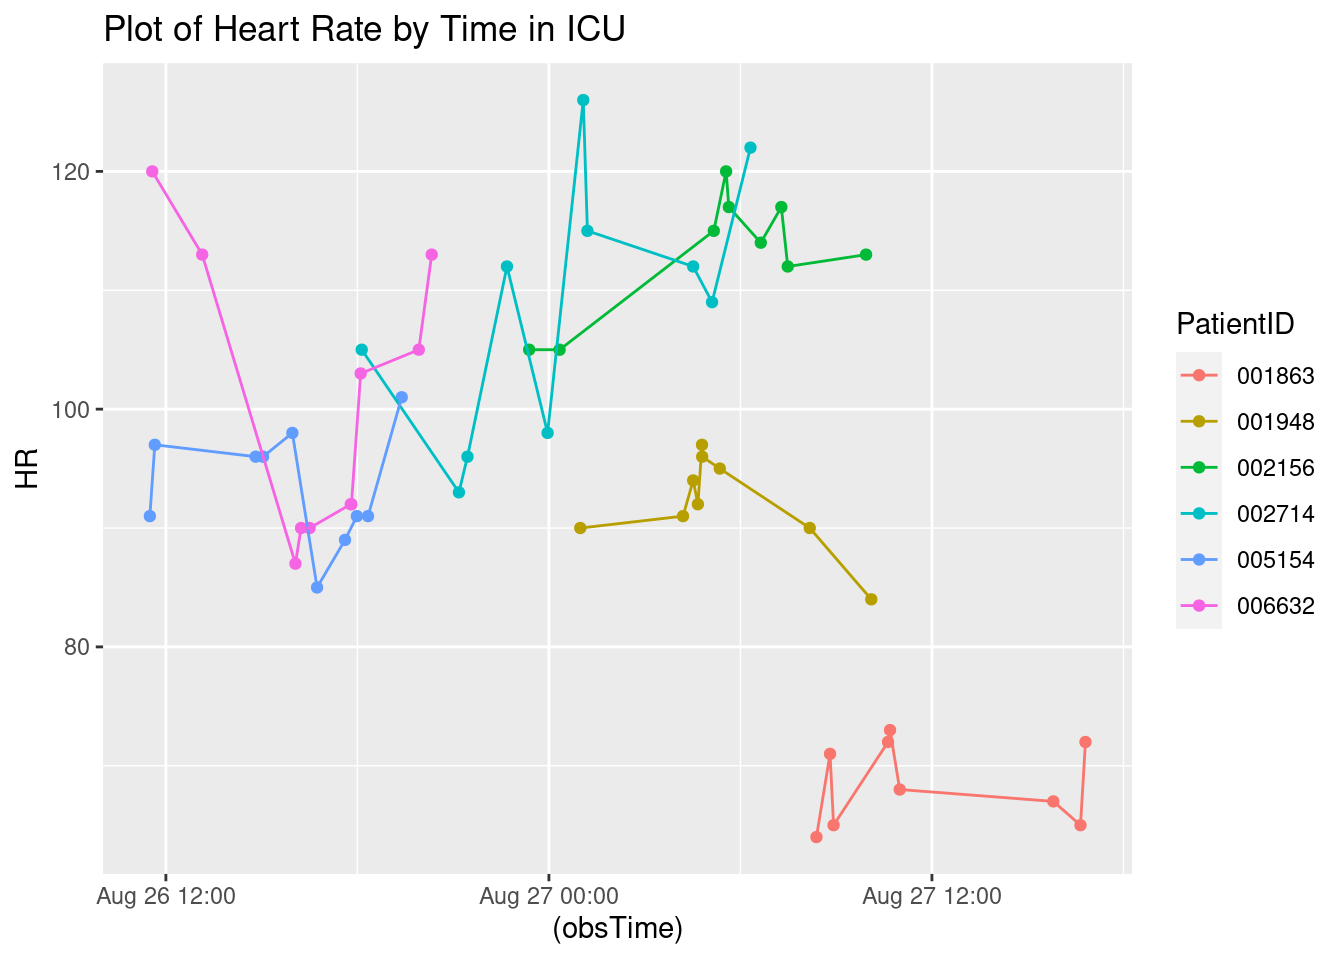 Plot of Heart Rate by Time in ICU
HR
120
100
80
Aug 26 12:00
Aug 27 00:00
Aug 27 12:00
(obsTime)
PatientID
001863
001948
002156
002714
005154
006632